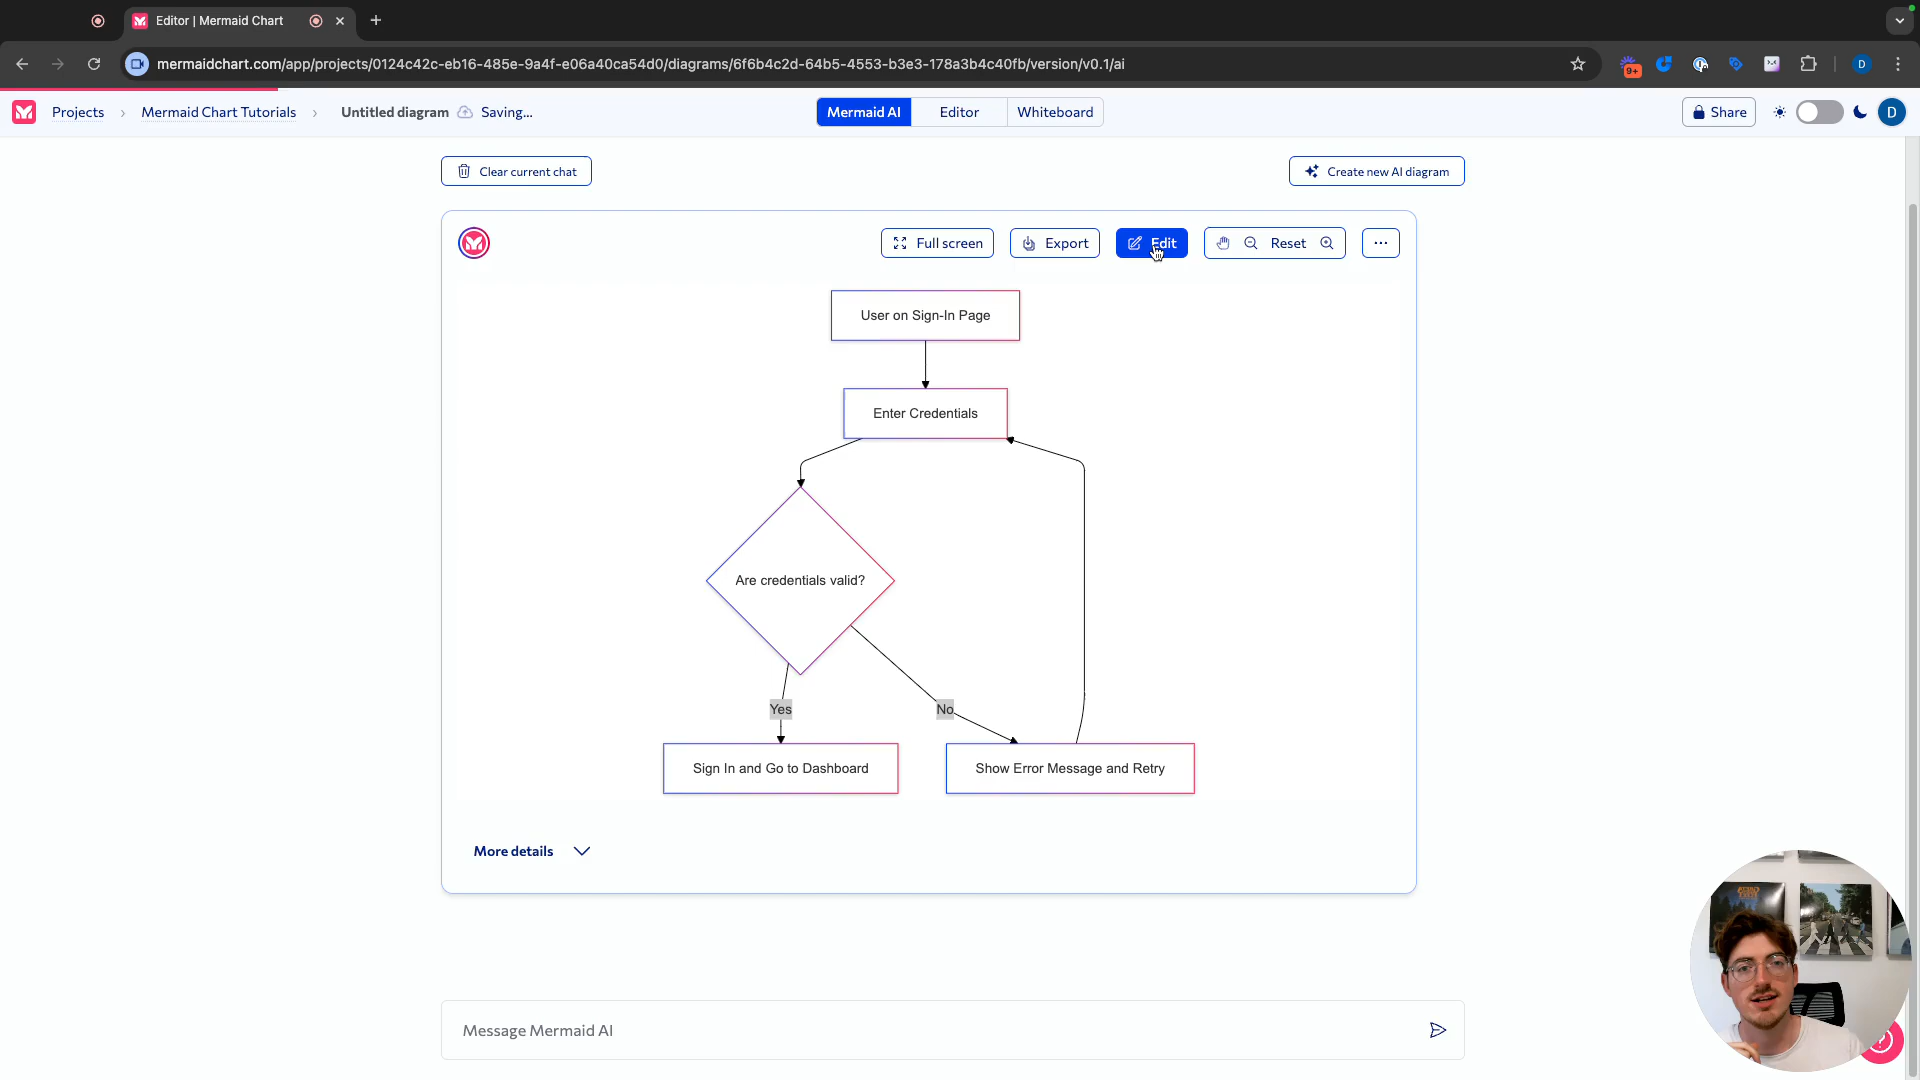 Editor | Mermaid Chart
mermaidchart.com/app/projects/0124c42c-eb16-485e-9a4f-e06a40ca54d0/diagrams/6f6b4c2d-64b5-4553-b3e3-178a3b4c40fb/version/v0.1/ai
9+
D
Projects
Mermaid Chart Tutorials
Untitled diagram
Saving...
Mermaid AI
Editor
Whiteboard
Share
D
Clear current chat
Create new AI diagram
Full screen
Export
Edit
Reset
User on Sign-In Page
Enter Credentials
Are credentials valid?
Yes
No
Sign In and Go to Dashboard
Show Error Message and Retry
More details
Message Mermaid AI